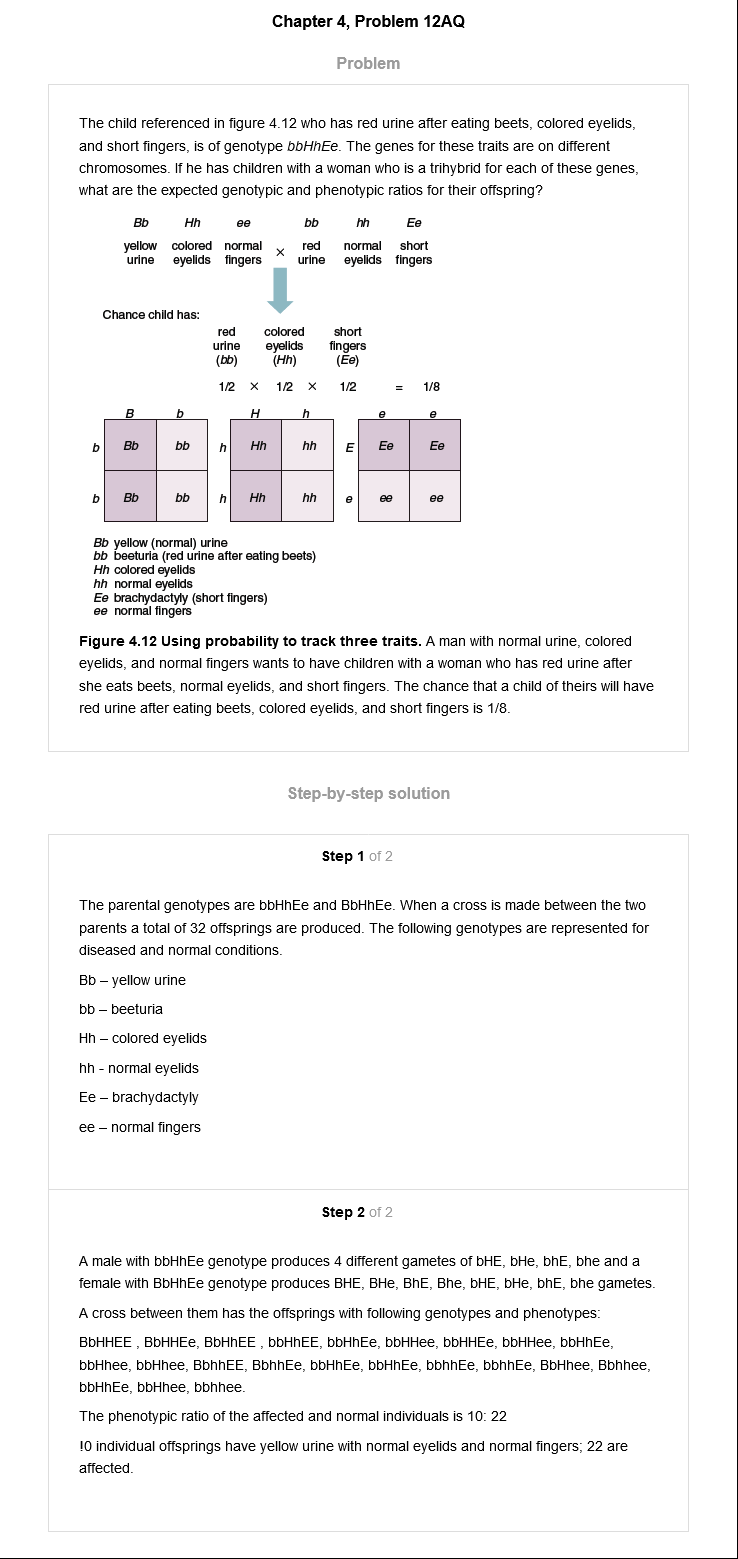 Chapter 4, Problem 12AQ
Problem
The child referenced in figure 4.12 who has red urine after eating beets, colored eyelids,
and short fingers, is of genotype bbHhEe. The genes for these traits are on different
chromosomes. If he has children with a woman who is a trihybrid for each of these genes,
what are the expected genotypic and phenotypic ratios for their offspring?
Bb Hh ee bb hh Ee
yellow colored normal × red normal short
urine eyelids fingers urine eyelids fingers
Chance child has:
red colored short
urine eyelids fingers
(bb) (Hh) (Ee)
1/2 × 1/2 × 1/2 = 1/8
B b H h e e
b Bb bb h Hh hh E Ee Ee
b Bb bb h Hh hh e ee ee
Bb yellow (normal) urine
bb beeturia (red urine after eating beets)
Hh colored eyelids
hh normal eyelids
Ee brachydactyly (short fingers)
ee normal fingers
Figure 4.12 Using probability to track three traits. A man with normal urine, colored
eyelids, and normal fingers wants to have children with a woman who has red urine after
she eats beets, normal eyelids, and short fingers. The chance that a child of theirs will have
red urine after eating beets, colored eyelids, and short fingers is 1/8.
Step-by-step solution
Step 1 of 2
The parental genotypes are bbHhEe and BbHhEe. When a cross is made between the two
parents a total of 32 offsprings are produced. The following genotypes are represented for
diseased and normal conditions.
Bb – yellow urine
bb – beeturia
Hh – colored eyelids
hh - normal eyelids
Ee – brachydactyly
ee – normal fingers
Step 2 of 2
A male with bbHhEe genotype produces 4 different gametes of bHE, bHe, bhE, bhe and a
female with BbHhEe genotype produces BHE, BHe, BhE, Bhe, bHE, bHe, bhE, bhe gametes.
A cross between them has the offsprings with following genotypes and phenotypes:
BbHHEE , BbHHEe, BbHhEE , bbHhEE, bbHhEe, bbHHee, bbHHEe, bbHHee, bbHhEe,
bbHhee, bbHhee, BbhhEE, BbhhEe, bbHhEe, bbHhEe, bbhhEe, bbhhEe, BbHhee, Bbhhee,
bbHhEe, bbHhee, bbhhee.
The phenotypic ratio of the affected and normal individuals is 10: 22
!0 individual offsprings have yellow urine with normal eyelids and normal fingers; 22 are
affected.